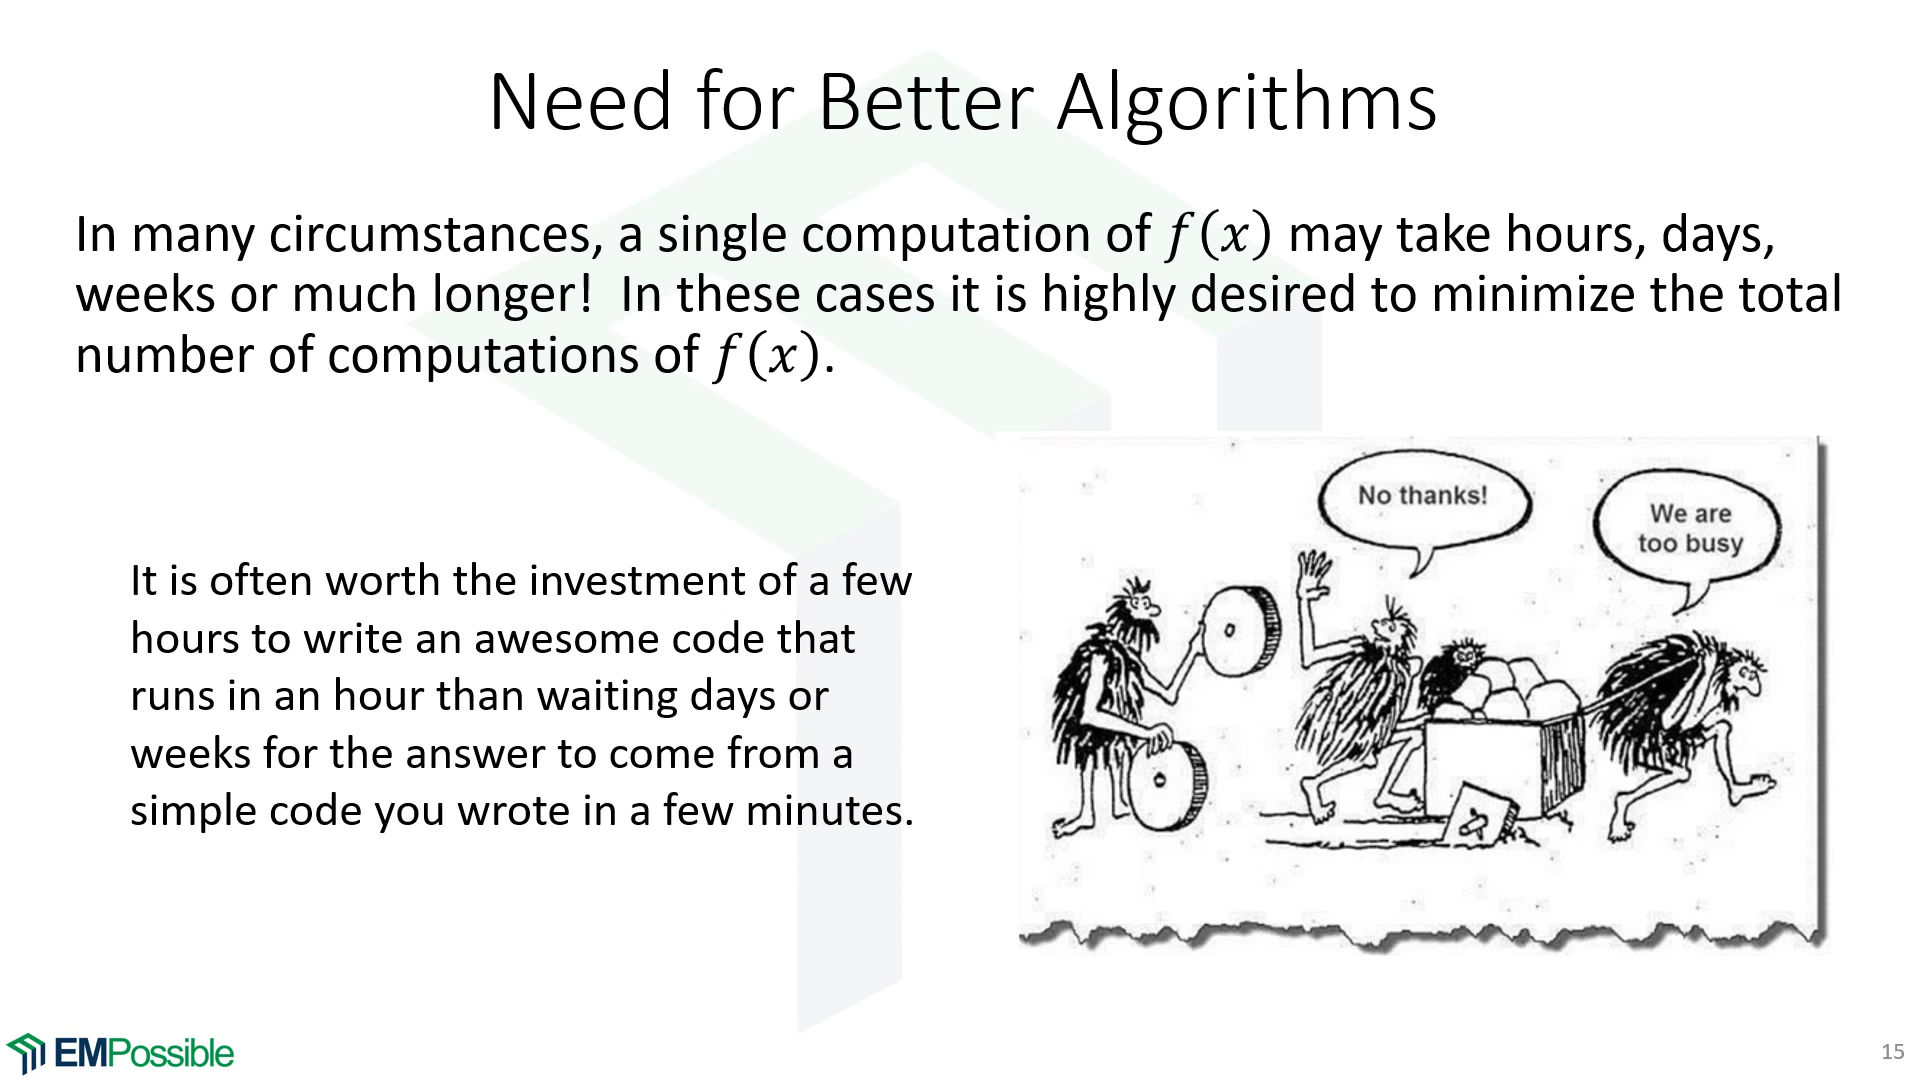 Need for Better Algorithms
In many circumstances, a single computation of f(x) may take hours, days,
weeks or much longer!  In these cases it is highly desired to minimize the total
number of computations of f(x).
It is often worth the investment of a few
hours to write an awesome code that
runs in an hour than waiting days or
weeks for the answer to come from a
simple code you wrote in a few minutes.
No thanks!
We are
too busy
EMPossible
15